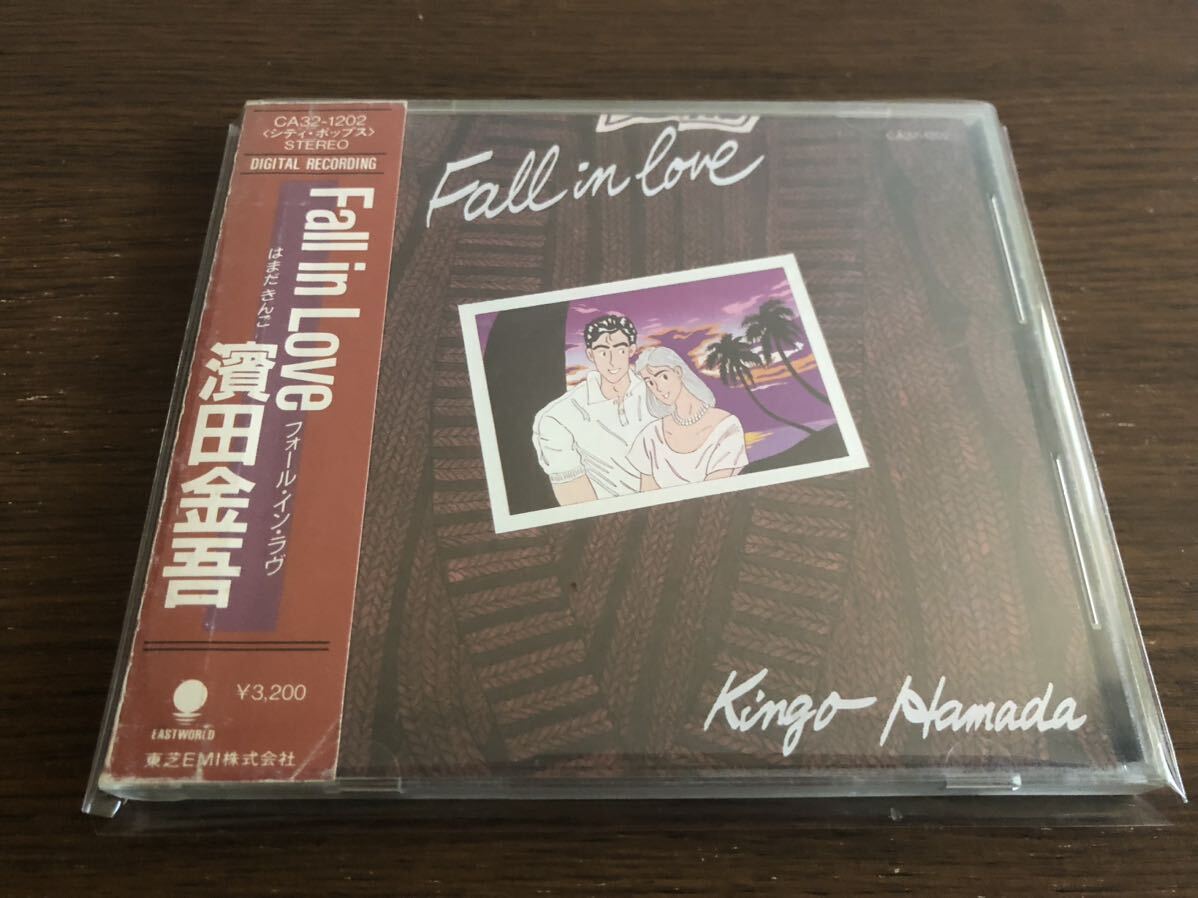 CA32-1202
〈シティ・ポップス〉
STEREO
DIGITAL RECORDING
Fall in Love
フォール・イン・ラヴ
はまだきんご
濱田金吾
¥3,200
EASTWORLD
東芝EMI株式会社
Fall in love
CA32-1202
Kingo Hamada